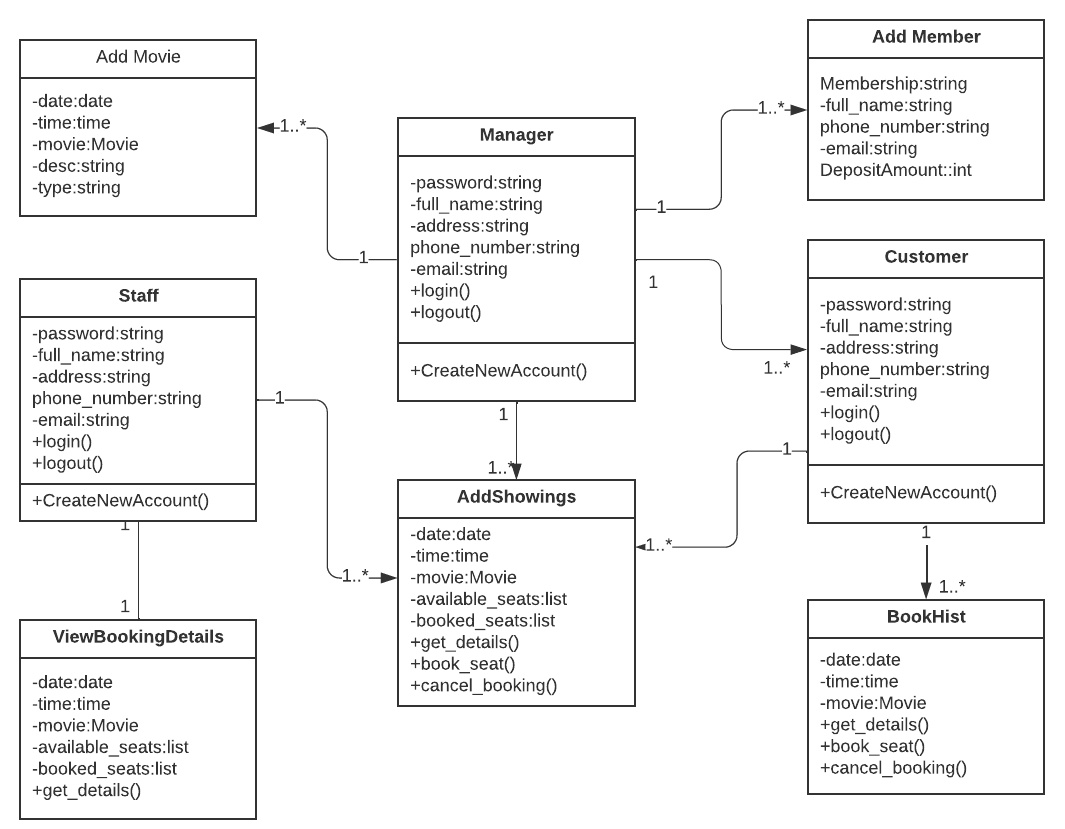 Add Movie
-date:date
-time:time
-movie:Movie
-desc:string
-type:string
1..*
1
Manager
-password:string
-full_name:string
-address:string
phone_number:string
-email:string
+login()
+logout()
+CreateNewAccount()
1
1..*
Add Member
Membership:string
-full_name:string
phone_number:string
-email:string
DepositAmount::int
1
1..*
Customer
-password:string
-full_name:string
-address:string
phone_number:string
-email:string
+login()
+logout()
+CreateNewAccount()
Staff
-password:string
-full_name:string
-address:string
phone_number:string
-email:string
+login()
+logout()
+CreateNewAccount()
1
1..*
1
1..*
1
1..*
AddShowings
-date:date
-time:time
-movie:Movie
-available_seats:list
-booked_seats:list
+get_details()
+book_seat()
+cancel_booking()
1
1
ViewBookingDetails
-date:date
-time:time
-movie:Movie
-available_seats:list
-booked_seats:list
+get_details()
1
1..*
BookHist
-date:date
-time:time
-movie:Movie
+get_details()
+book_seat()
+cancel_booking()